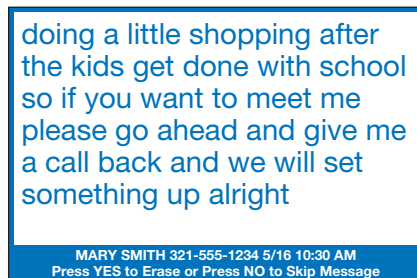 doing a little shopping after
the kids get done with school
so if you want to meet me
please go ahead and give me
a call back and we will set
something up alright
MARY SMITH 321-555-1234 5/16 10:30 AM
Press YES to Erase or Press NO to Skip Message